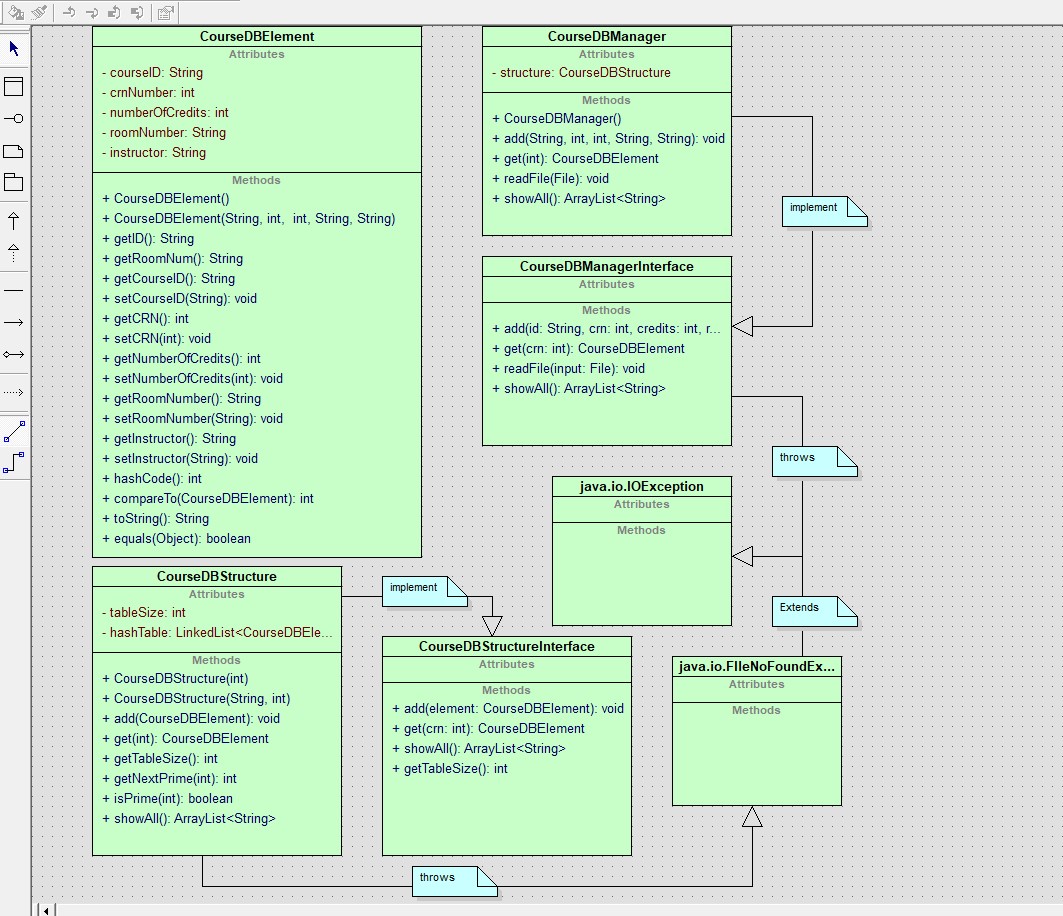 CourseDBElement
Attributes
- courseID: String
- crnNumber: int
- numberOfCredits: int
- roomNumber: String
- instructor: String
Methods
+ CourseDBElement()
+ CourseDBElement(String, int, int, String, String)
+ getID(): String
+ getRoomNum(): String
+ getCourseID(): String
+ setCourseID(String): void
+ getCRN(): int
+ setCRN(int): void
+ getNumberOfCredits(): int
+ setNumberOfCredits(int): void
+ getRoomNumber(): String
+ setRoomNumber(String): void
+ getInstructor(): String
+ setInstructor(String): void
+ hashCode(): int
+ compareTo(CourseDBElement): int
+ toString(): String
+ equals(Object): boolean
CourseDBManager
Attributes
- structure: CourseDBStructure
Methods
+ CourseDBManager()
+ add(String, int, int, String, String): void
+ get(int): CourseDBElement
+ readFile(File): void
+ showAll(): ArrayList<String>
implement
CourseDBManagerInterface
Attributes
Methods
+ add(id: String, crn: int, credits: int, r...
+ get(crn: int): CourseDBElement
+ readFile(input: File): void
+ showAll(): ArrayList<String>
throws
java.io.IOException
Attributes
Methods
Extends
CourseDBStructure
Attributes
- tableSize: int
- hashTable: LinkedList<CourseDBEle...
Methods
+ CourseDBStructure(int)
+ CourseDBStructure(String, int)
+ add(CourseDBElement): void
+ get(int): CourseDBElement
+ getTableSize(): int
+ getNextPrime(int): int
+ isPrime(int): boolean
+ showAll(): ArrayList<String>
implement
CourseDBStructureInterface
Attributes
Methods
+ add(element: CourseDBElement): void
+ get(crn: int): CourseDBElement
+ showAll(): ArrayList<String>
+ getTableSize(): int
java.io.FIleNoFoundEx...
Attributes
Methods
throws